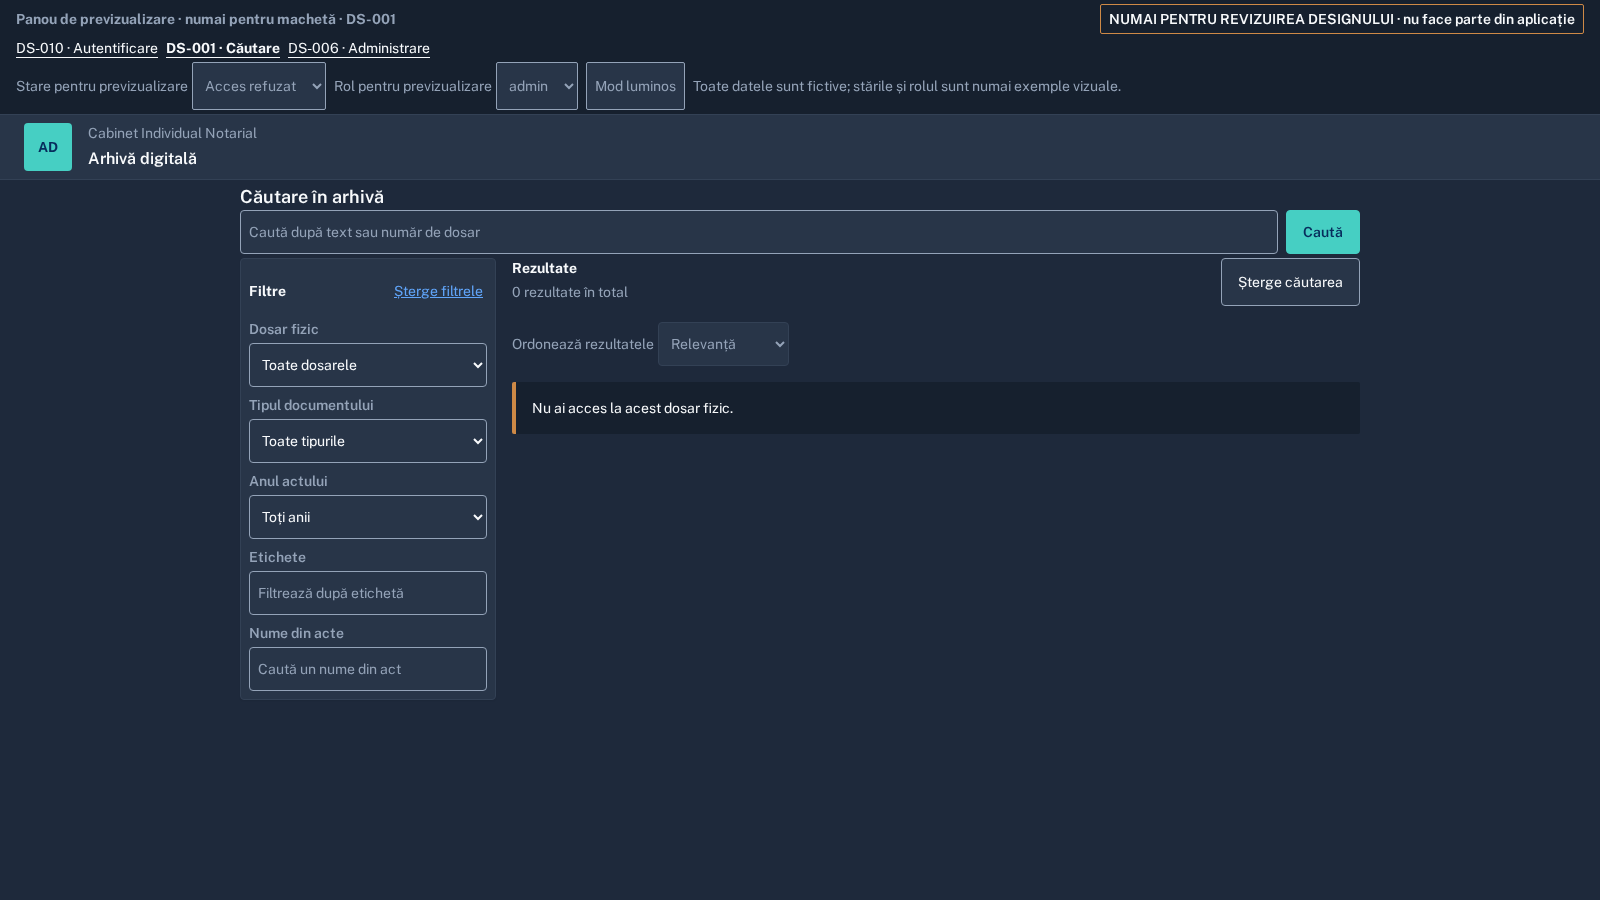 Panou de previzualizare · numai pentru machetă · DS-001
NUMAI PENTRU REVIZUIREA DESIGNULUI · nu face parte din aplicație
DS-010 · Autentificare DS-001 · Căutare DS-006 · Administrare
Stare pentru previzualizare Acces refuzat Rol pentru previzualizare admin Mod luminos Toate datele sunt fictive; stările și rolul sunt numai exemple vizuale.
AD
Cabinet Individual Notarial
Arhivă digitală
Căutare în arhivă
Caută după text sau număr de dosar
Caută
Filtre
Șterge filtrele
Dosar fizic
Toate dosarele
Tipul documentului
Toate tipurile
Anul actului
Toți anii
Etichete
Filtrează după etichetă
Nume din acte
Caută un nume din act
Rezultate
0 rezultate în total
Șterge căutarea
Ordonează rezultatele Relevanță
Nu ai acces la acest dosar fizic.